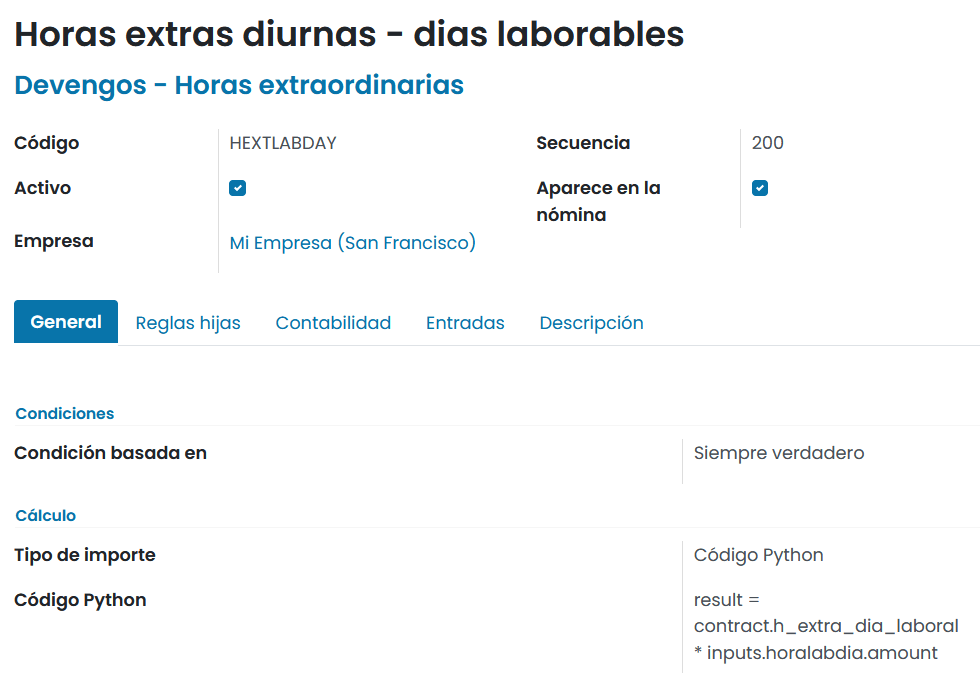 Horas extras diurnas - dias laborables
Devengos - Horas extraordinarias
Código HEXTLABDAY Secuencia 200
Activo Aparece en la
nómina
Empresa Mi Empresa (San Francisco)
General Reglas hijas Contabilidad Entradas Descripción
Condiciones
Condición basada en Siempre verdadero
Cálculo
Tipo de importe Código Python
Código Python result =
contract.h_extra_dia_laboral
* inputs.horalabdia.amount